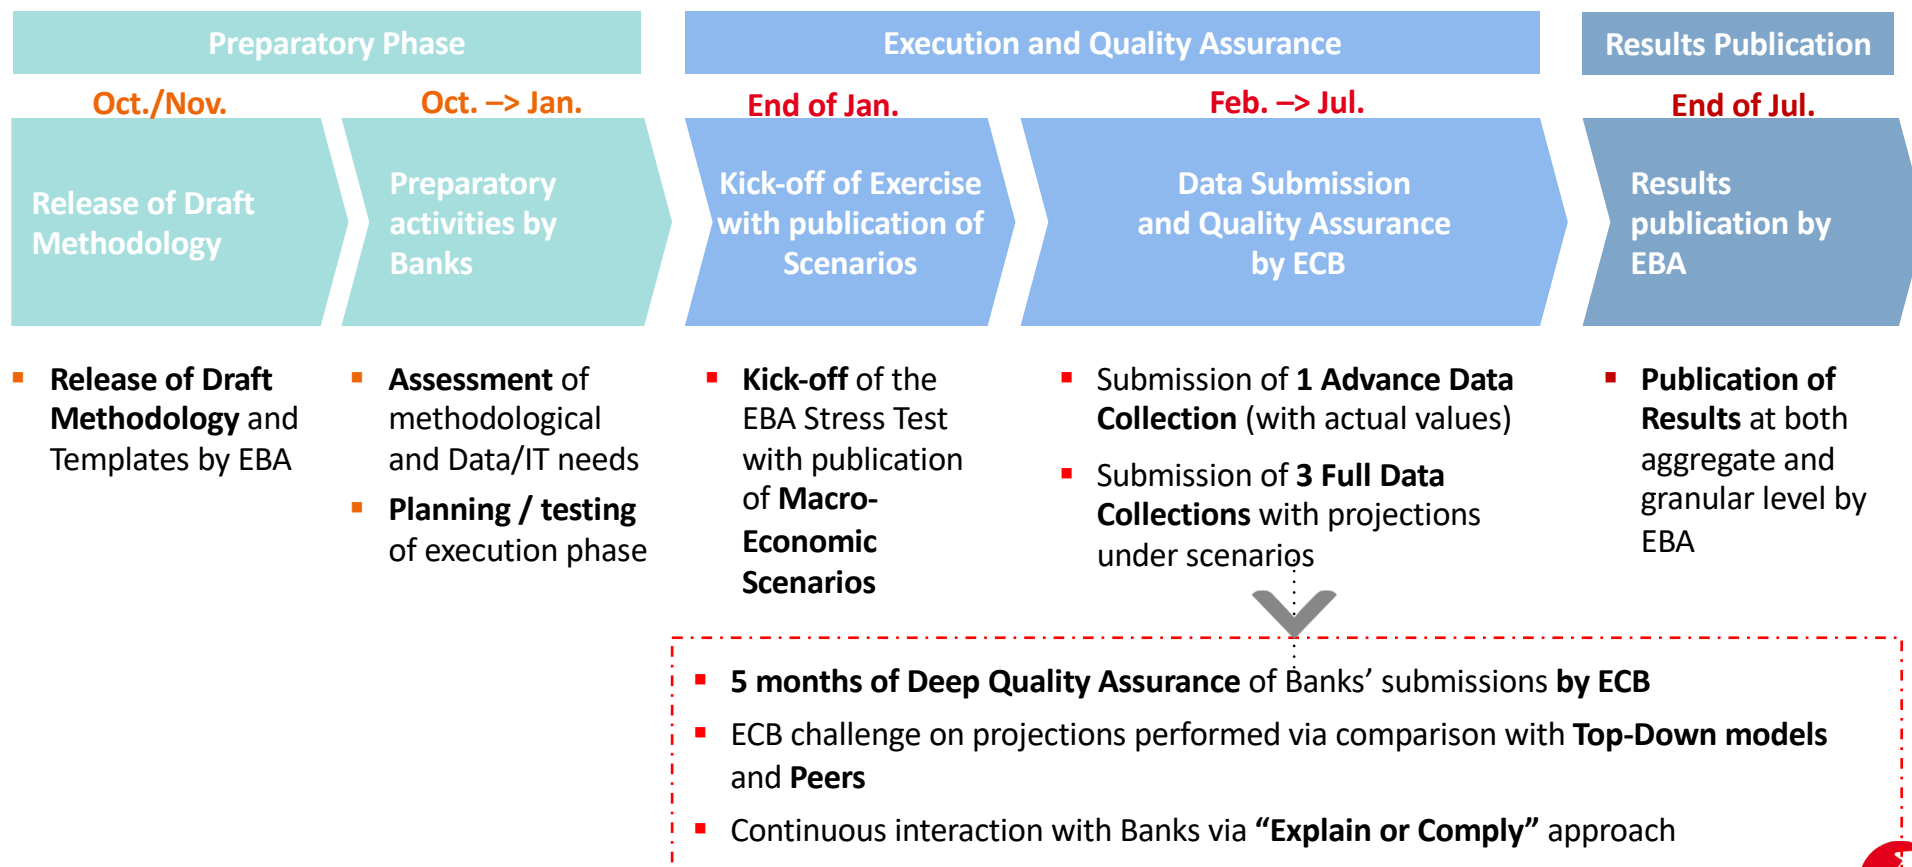 Preparatory Phase
Execution and Quality Assurance
Results Publication
Oct./Nov.
Oct. –> Jan.
End of Jan.
Feb. –> Jul.
End of Jul.
Release of Draft
Methodology
Preparatory
activities by
Banks
Kick-off of Exercise
with publication of
Scenarios
Data Submission
and Quality Assurance
by ECB
Results
publication by
EBA
▪ Release of Draft
Methodology and
Templates by EBA
▪ Assessment of
methodological
and Data/IT needs
▪ Planning / testing
of execution phase
▪ Kick-off of the
EBA Stress Test
with publication
of Macro-
Economic
Scenarios
▪ Submission of 1 Advance Data
Collection (with actual values)
▪ Submission of 3 Full Data
Collections with projections
under scenarios
▪ Publication of
Results at both
aggregate and
granular level by
EBA
▪ 5 months of Deep Quality Assurance of Banks’ submissions by ECB
▪ ECB challenge on projections performed via comparison with Top-Down models
and Peers
▪ Continuous interaction with Banks via “Explain or Comply” approach